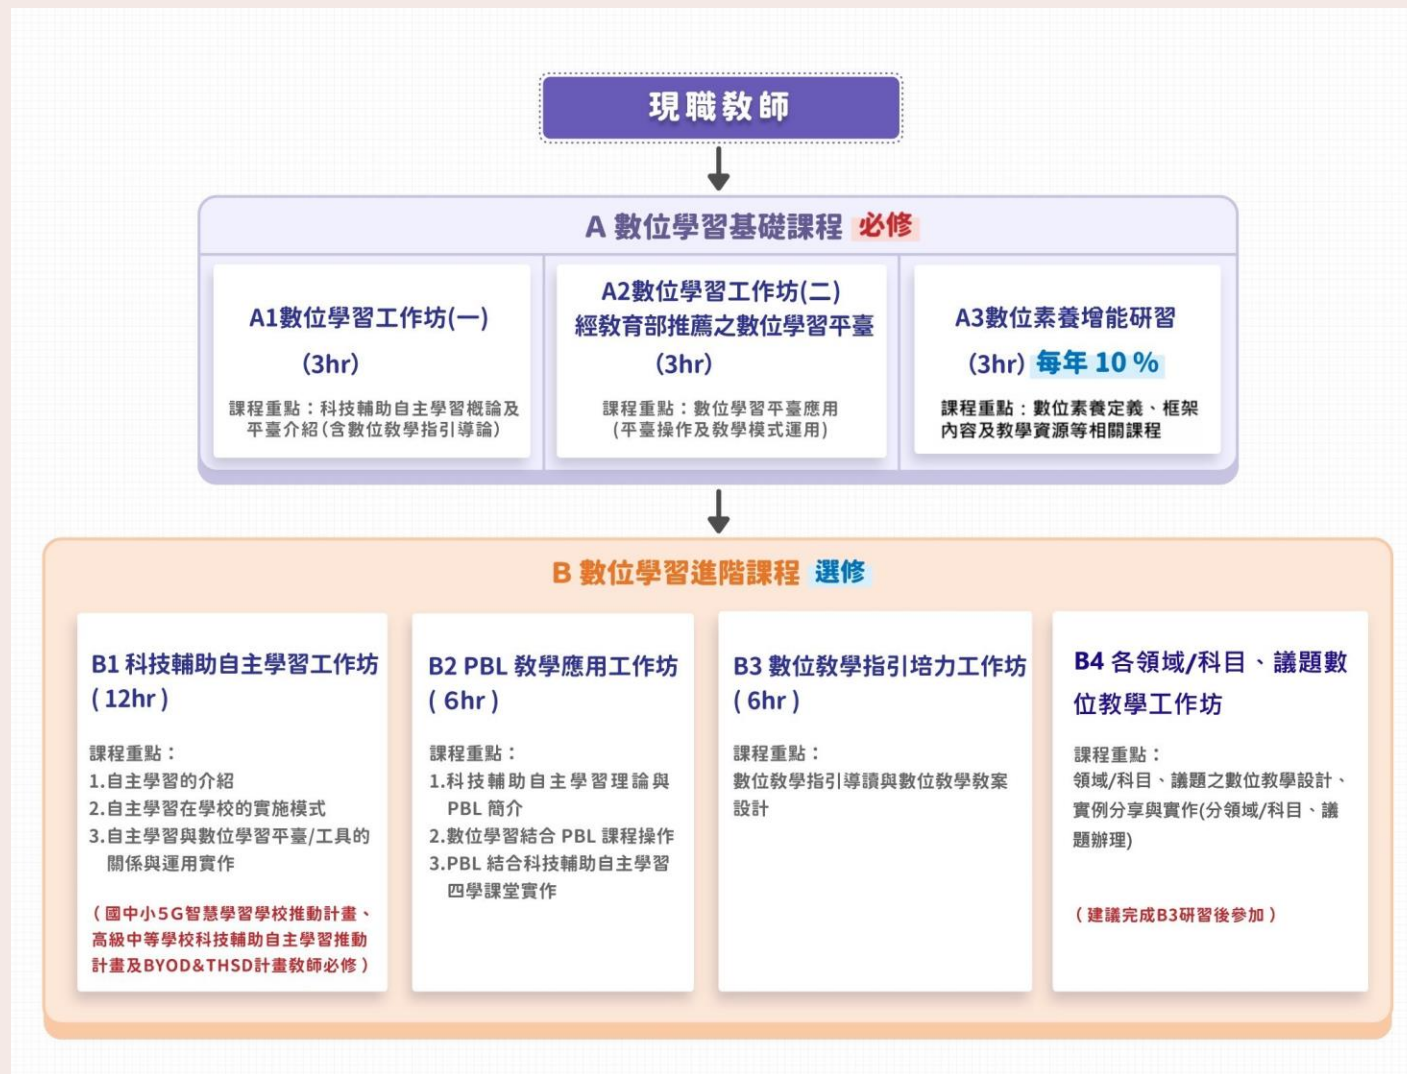 現職教師
A 數位學習基礎課程 必修
A1數位學習工作坊(一)
(3hr)
課程重點：科技輔助自主學習概論及
平臺介紹(含數位教學指引導論)
A2數位學習工作坊(二)
經教育部推薦之數位學習平臺
(3hr)
課程重點：數位學習平臺應用
(平臺操作及教學模式運用)
A3數位素養增能研習
(3hr) 每年 10 %
課程重點：數位素養定義、框架
內容及教學資源等相關課程
B 數位學習進階課程 選修
B1 科技輔助自主學習工作坊
( 12hr )
課程重點：
1.自主學習的介紹
2.自主學習在學校的實施模式
3.自主學習與數位學習平臺/工具的
關係與運用實作
( 國中小5G智慧學習學校推動計畫、
高級中等學校科技輔助自主學習推動
計畫及BYOD&THSD計畫教師必修 )
B2 PBL 教學應用工作坊
( 6hr )
課程重點：
1.科技輔助自主學習理論與
PBL 簡介
2.數位學習結合 PBL 課程操作
3.PBL 結合科技輔助自主學習
四學課堂實作
B3 數位教學指引培力工作坊
( 6hr )
課程重點：
數位教學指引導讀與數位教學教案
設計
B4 各領域/科目、議題數
位教學工作坊
課程重點：
領域/科目、議題之數位教學設計、
實例分享與實作(分領域/科目、議
題辦理)
( 建議完成B3研習後參加 )